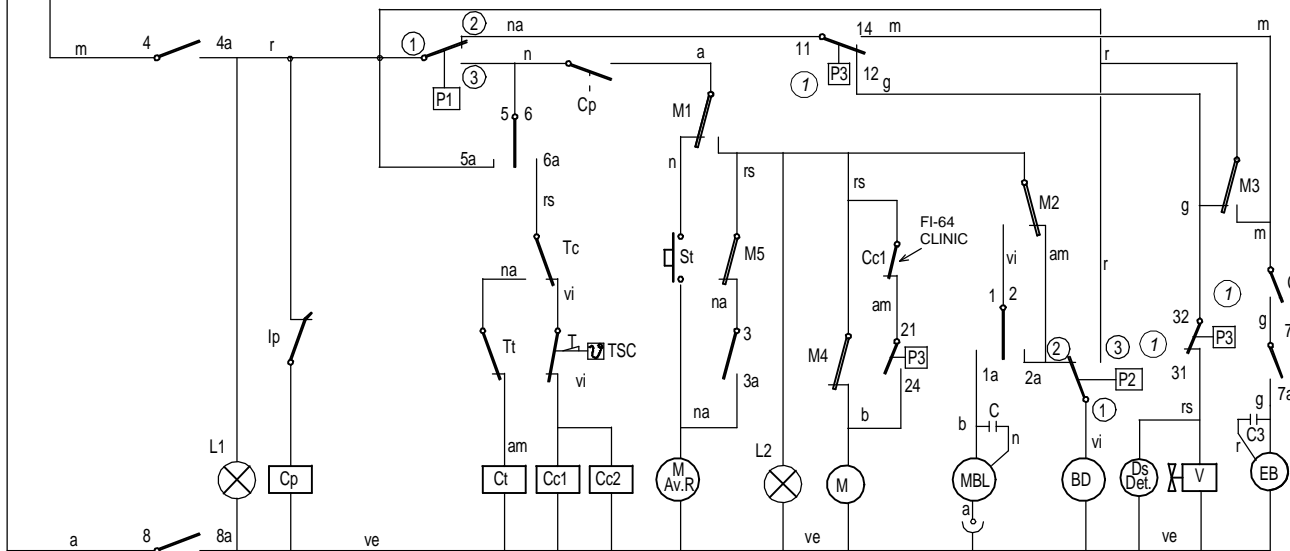 2
na
14
m
m
m
4
4a
r
1
11
n
a
3
12
r
P3
P1
1
g
Cp
M1
5
6
5a
6a
n
rs
rs
M3
M2
g
rs
FI-64
CLINIC
m
Tc
St
M5
Cc1
vi
am
r
C
na
vi
na
am
1
2
1
32
g
7
Ip
T
TSC
Tt
3
21
P3
M4
P3
2
3
1
vi
31
1a
2a
P2
7a
3a
24
1
rs
g
na
b
b
C
n
vi
C3
r
L1
am
L2
Cp
Ct
Cc1
Cc2
M
Av.R
M
MBL
BD
Ds
Det.
V
EB
a
a
8
8a
ve
ve
ve